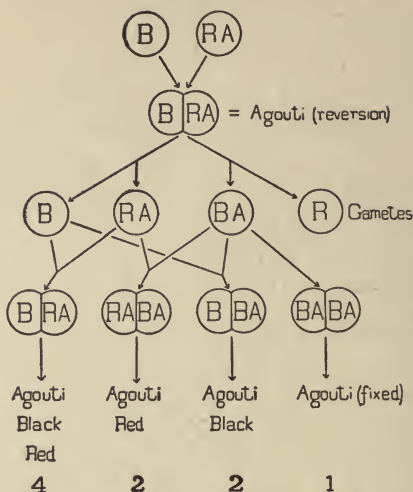 B RA
B RA = Agouti (reversion)
B RA BA R Gametes
B RA RA BA B BA BA BA
Agouti Agouti Agouti Agouti (fixed)
Black Red Black
Red
4 2 2 1